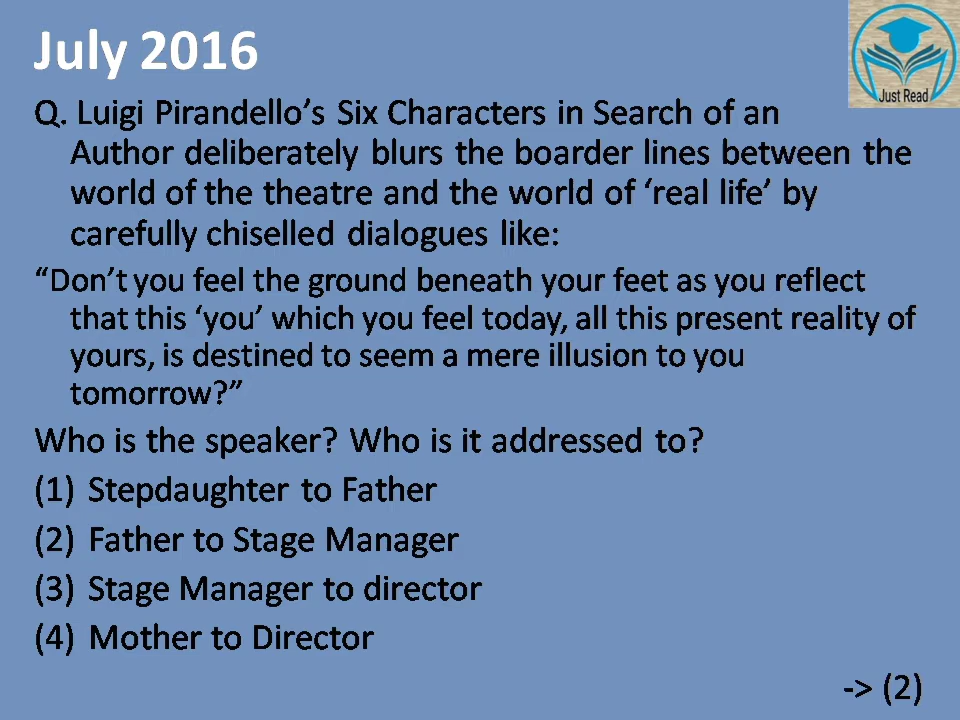 July 2016
Just Read
Q. Luigi Pirandello’s Six Characters in Search of an
Author deliberately blurs the boarder lines between the
world of the theatre and the world of ‘real life’ by
carefully chiselled dialogues like:
“Don’t you feel the ground beneath your feet as you reflect
that this ‘you’ which you feel today, all this present reality of
yours, is destined to seem a mere illusion to you
tomorrow?”
Who is the speaker? Who is it addressed to?
(1) Stepdaughter to Father
(2) Father to Stage Manager
(3) Stage Manager to director
(4) Mother to Director
-> (2)